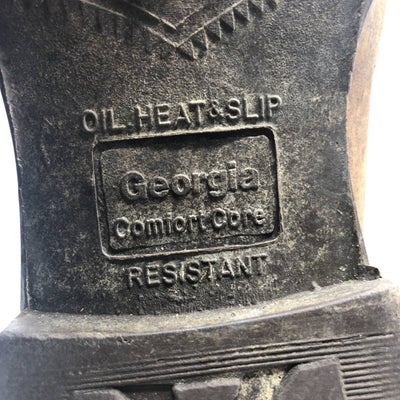 OIL.HEAT&SLIP
Georgia
Comfort Core
RESISTANT